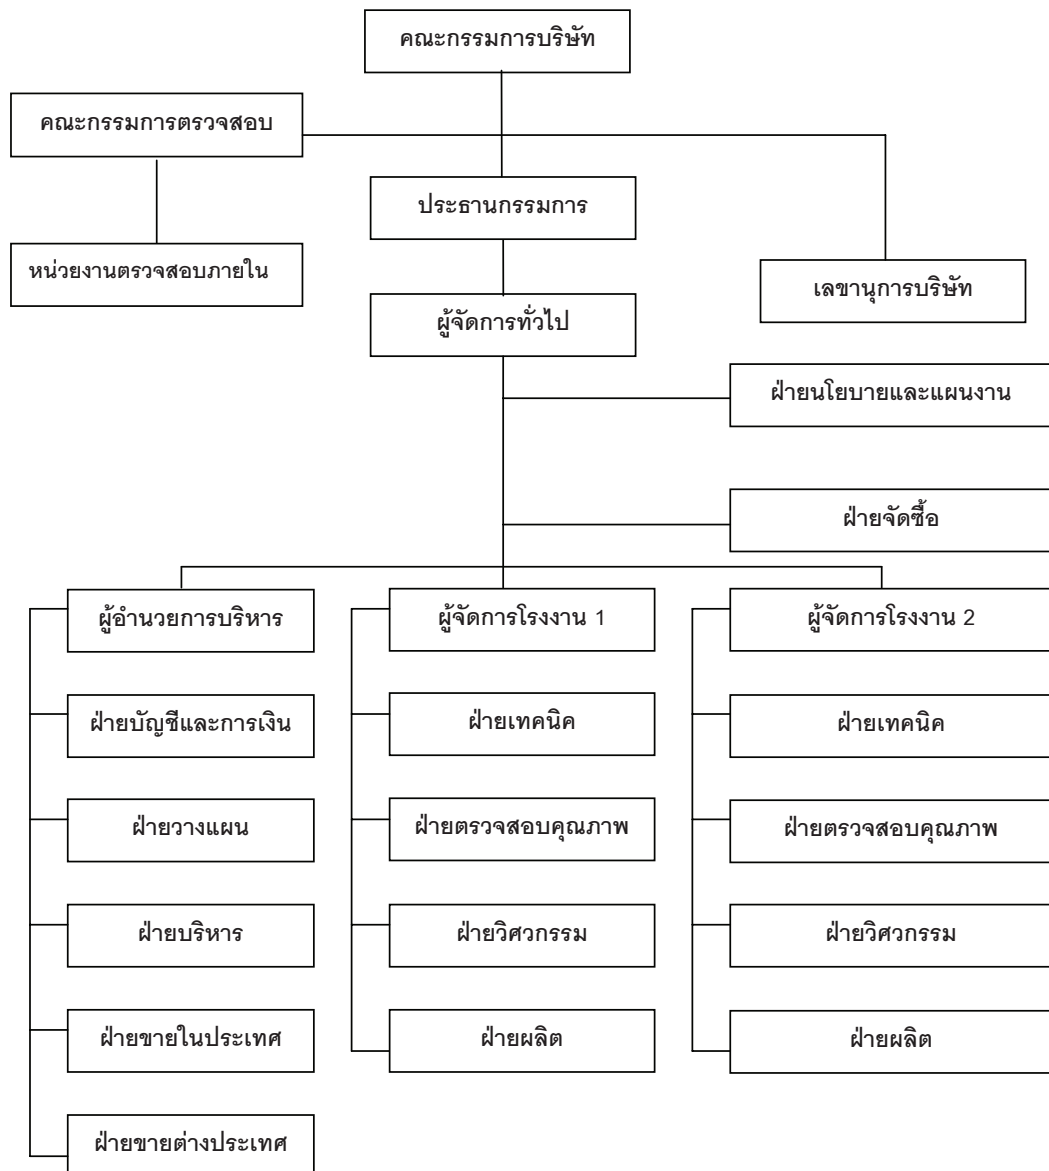 คณะกรรมการบริษัท
คณะกรรมการตรวจสอบ
ประธานกรรมการ
หน่วยงานตรวจสอบภายใน
เลขานุการบริษัท
ผู้จัดการทั่วไป
ฝ่ายนโยบายและแผนงาน
ฝ่ายจัดซื้อ
ผู้อำนวยการบริหาร
ผู้จัดการโรงงาน 1
ผู้จัดการโรงงาน 2
ฝ่ายบัญชีและการเงิน
ฝ่ายเทคนิค
ฝ่ายเทคนิค
ฝ่ายวางแผน
ฝ่ายตรวจสอบคุณภาพ
ฝ่ายตรวจสอบคุณภาพ
ฝ่ายบริหาร
ฝ่ายวิศวกรรม
ฝ่ายวิศวกรรม
ฝ่ายขายในประเทศ
ฝ่ายผลิต
ฝ่ายผลิต
ฝ่ายขายต่างประเทศ